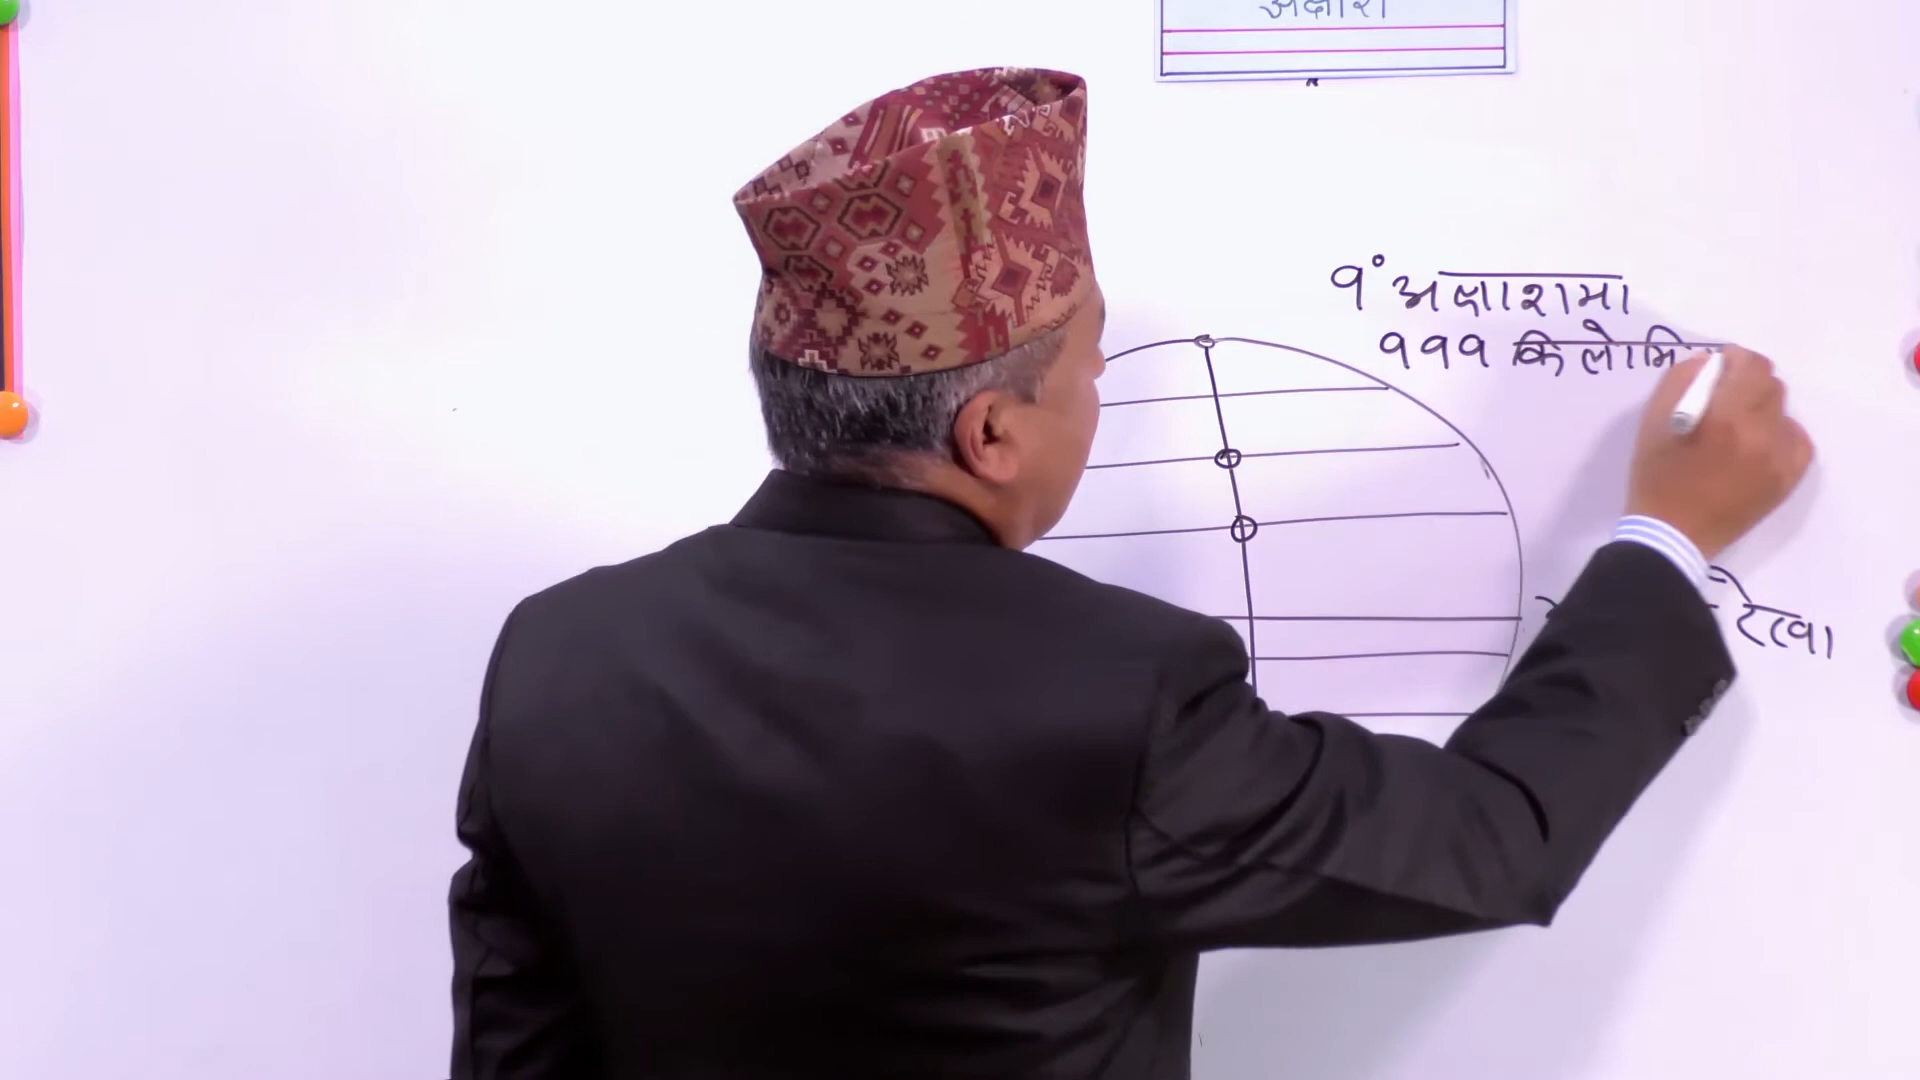 अक्षांश
१° अक्षाशमा
१११ किलोमि
रेखा